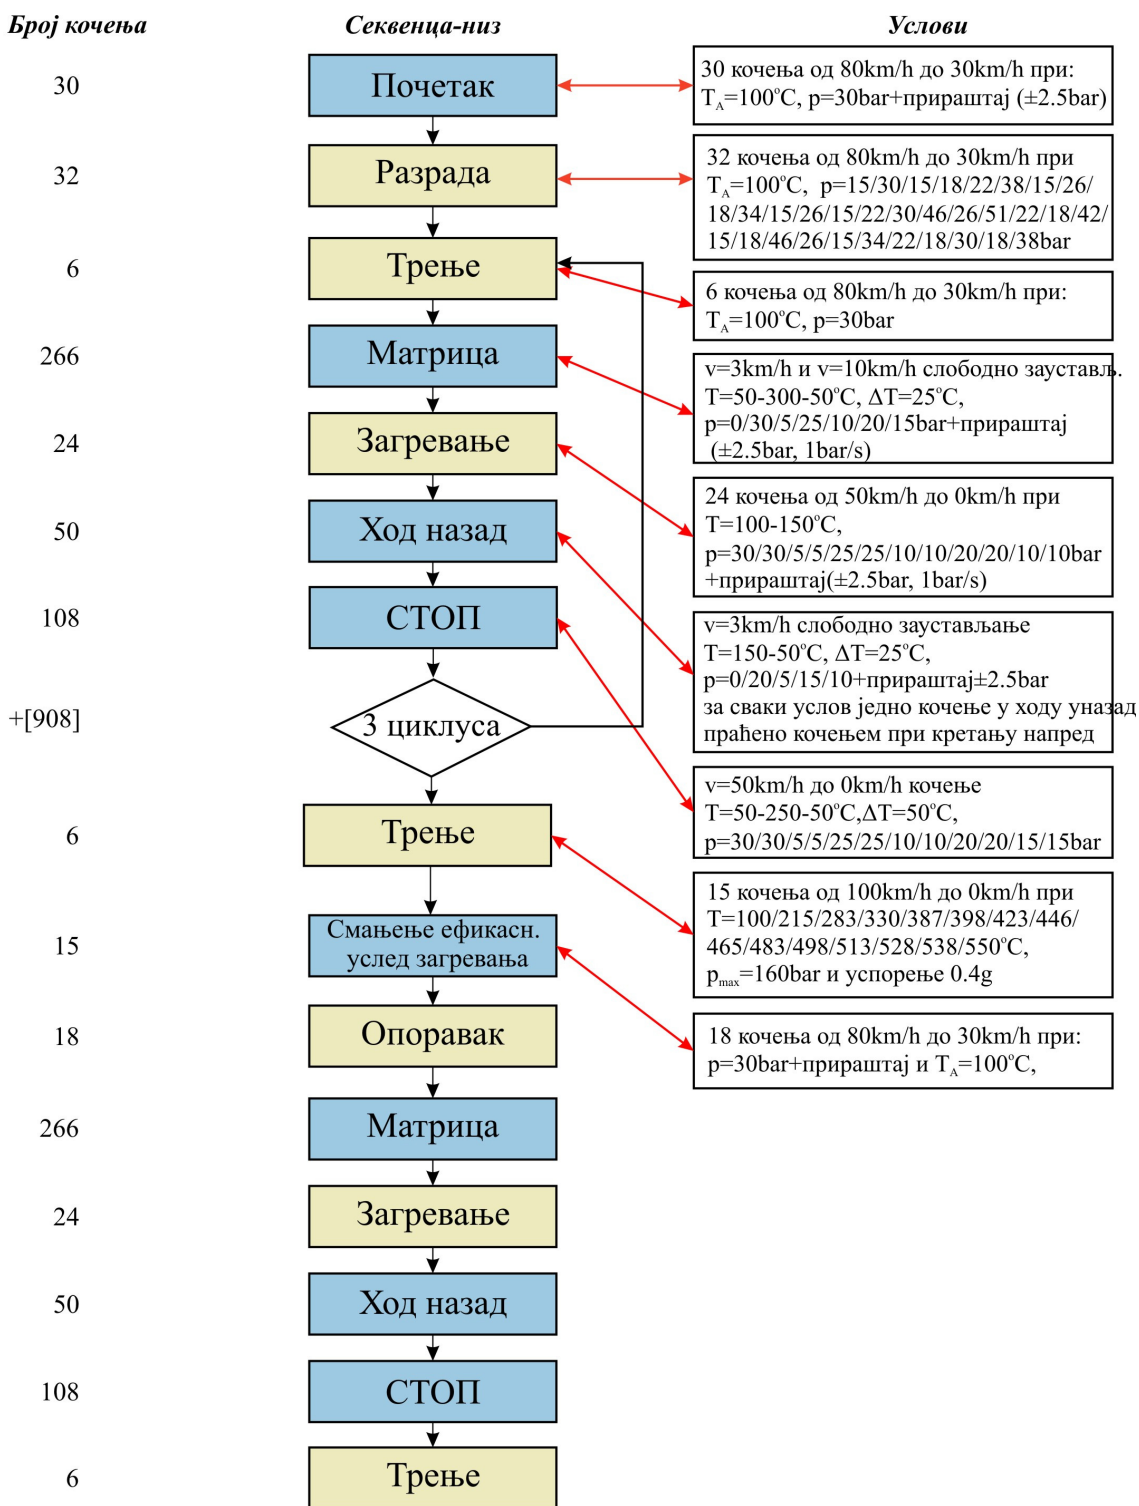 Број кочења
Секвенца-низ
Услови
30
Почетак
30 кочења од 80km/h до 30km/h при:
T_A=100°C, p=30bar+прираштај (±2.5bar)
32
Разрада
32 кочења од 80km/h до 30km/h при
T_A=100°C, p=15/30/15/18/22/38/15/26/
18/34/15/26/15/22/30/46/26/51/22/18/42/
15/18/46/26/15/34/22/18/30/18/38bar
6
Трење
6 кочења од 80km/h до 30km/h при:
T_A=100°C, p=30bar
266
Матрица
v=3km/h и v=10km/h слободно заустављ.
T=50-300-50°C, ΔT=25°C,
p=0/30/5/25/10/20/15bar+прираштај
(±2.5bar, 1bar/s)
24
Загревање
24 кочења од 50km/h до 0km/h при
T=100-150°C,
p=30/30/5/5/25/25/10/10/20/20/10/10bar
+прираштај(±2.5bar, 1bar/s)
50
Ход назад
108
СТОП
v=3km/h слободно заустављање
T=150-50°C, ΔT=25°C,
p=0/20/5/15/10+прираштај±2.5bar
за сваки услов једно кочење у ходу уназад
праћено кочењем при кретању напред
+[908]
3 циклуса
v=50km/h до 0km/h кочење
T=50-250-50°C,ΔT=50°C,
p=30/30/5/5/25/25/10/10/20/20/15/15bar
6
Трење
15 кочења од 100km/h до 0km/h при
T=100/215/283/330/387/398/423/446/
465/483/498/513/528/538/550°C,
p_max=160bar и успорење 0.4g
15
Смањење ефикасн.
услед загревања
18
Опоравак
18 кочења од 80km/h до 30km/h при:
p=30bar+прираштај и T_A=100°C,
266
Матрица
24
Загревање
50
Ход назад
108
СТОП
6
Трење